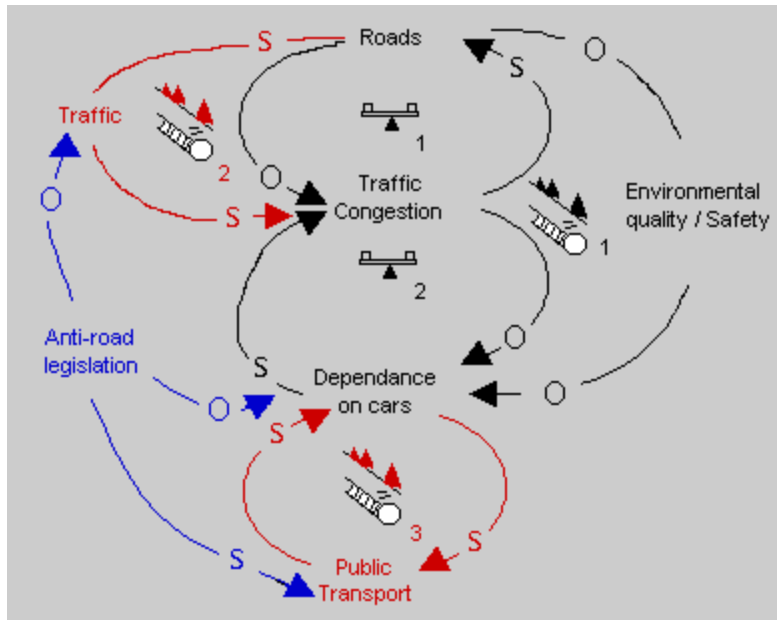 S
Roads
O
S
Traffic
1
2
O
Traffic
Congestion
O
S
Environmental
quality / Safety
1
2
Anti-road
legislation
O
S
Dependance
on cars
O
O
S
3
S
S
Public
Transport